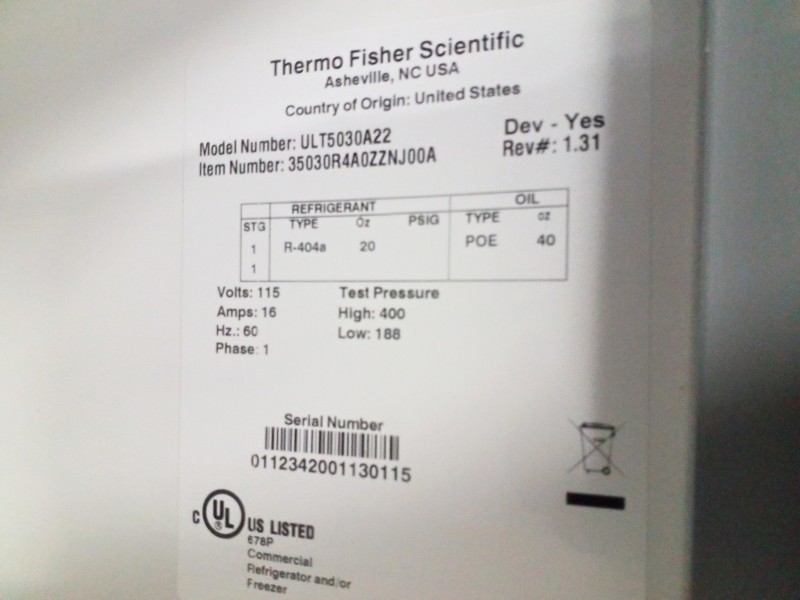 Thermo Fisher Scientific
Asheville, NC USA
Country of Origin: United States
Model Number: ULT5030A22
Dev - Yes
Item Number: 35030R4A0ZZNJ00A
Rev#: 1.31
REFRIGERANT OIL
STG TYPE Oz PSIG TYPE oz
1 R-404a 20 POE 40
1
Volts: 115 Test Pressure
Amps: 16 High: 400
Hz.: 60 Low: 188
Phase: 1
Serial Number
0112342001130115
C UL ® US LISTED
678P
Commercial
Refrigerator and/or
Freezer